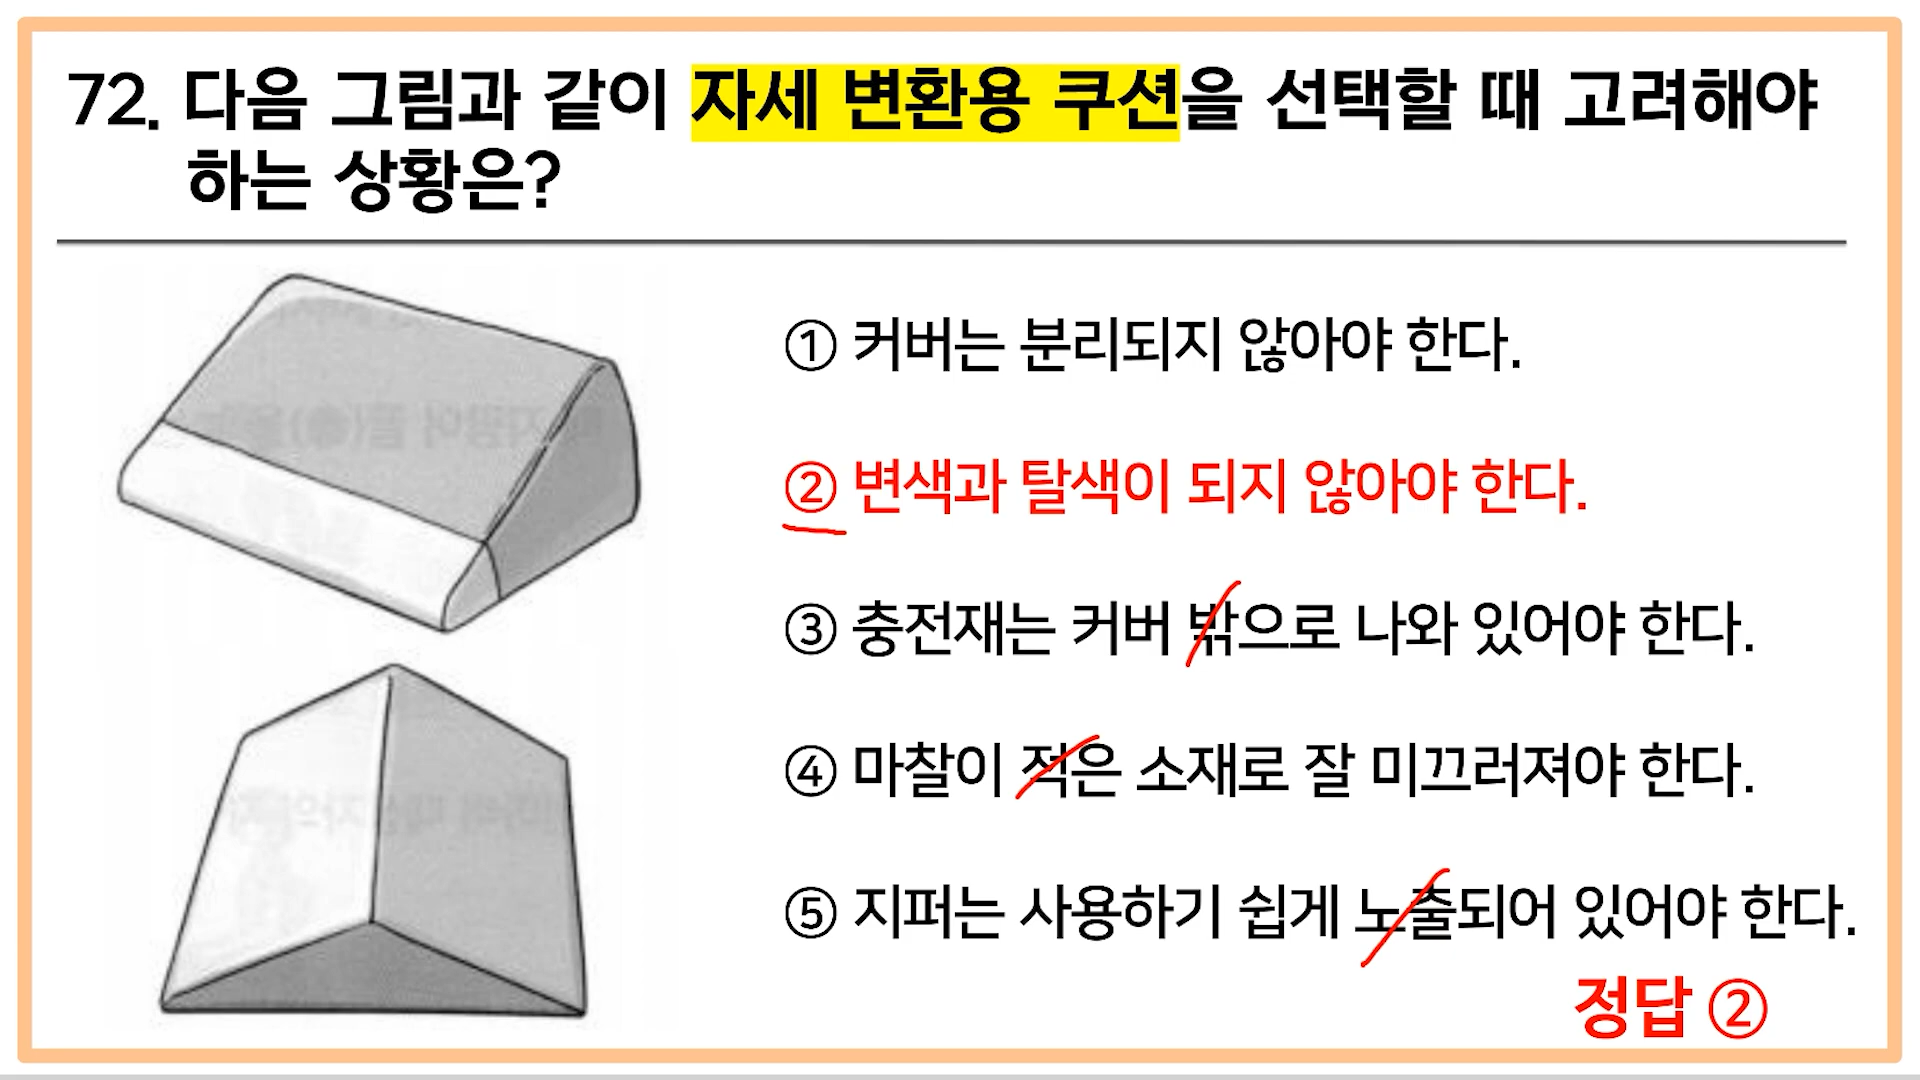 72. 다음 그림과 같이 자세 변환용 쿠션을 선택할 때 고려해야
하는 상황은?
① 커버는 분리되지 않아야 한다.
② 변색과 탈색이 되지 않아야 한다.
③ 충전재는 커버 밖으로 나와 있어야 한다.
④ 마찰이 적은 소재로 잘 미끄러져야 한다.
⑤ 지퍼는 사용하기 쉽게 노출되어 있어야 한다.
정답 ②